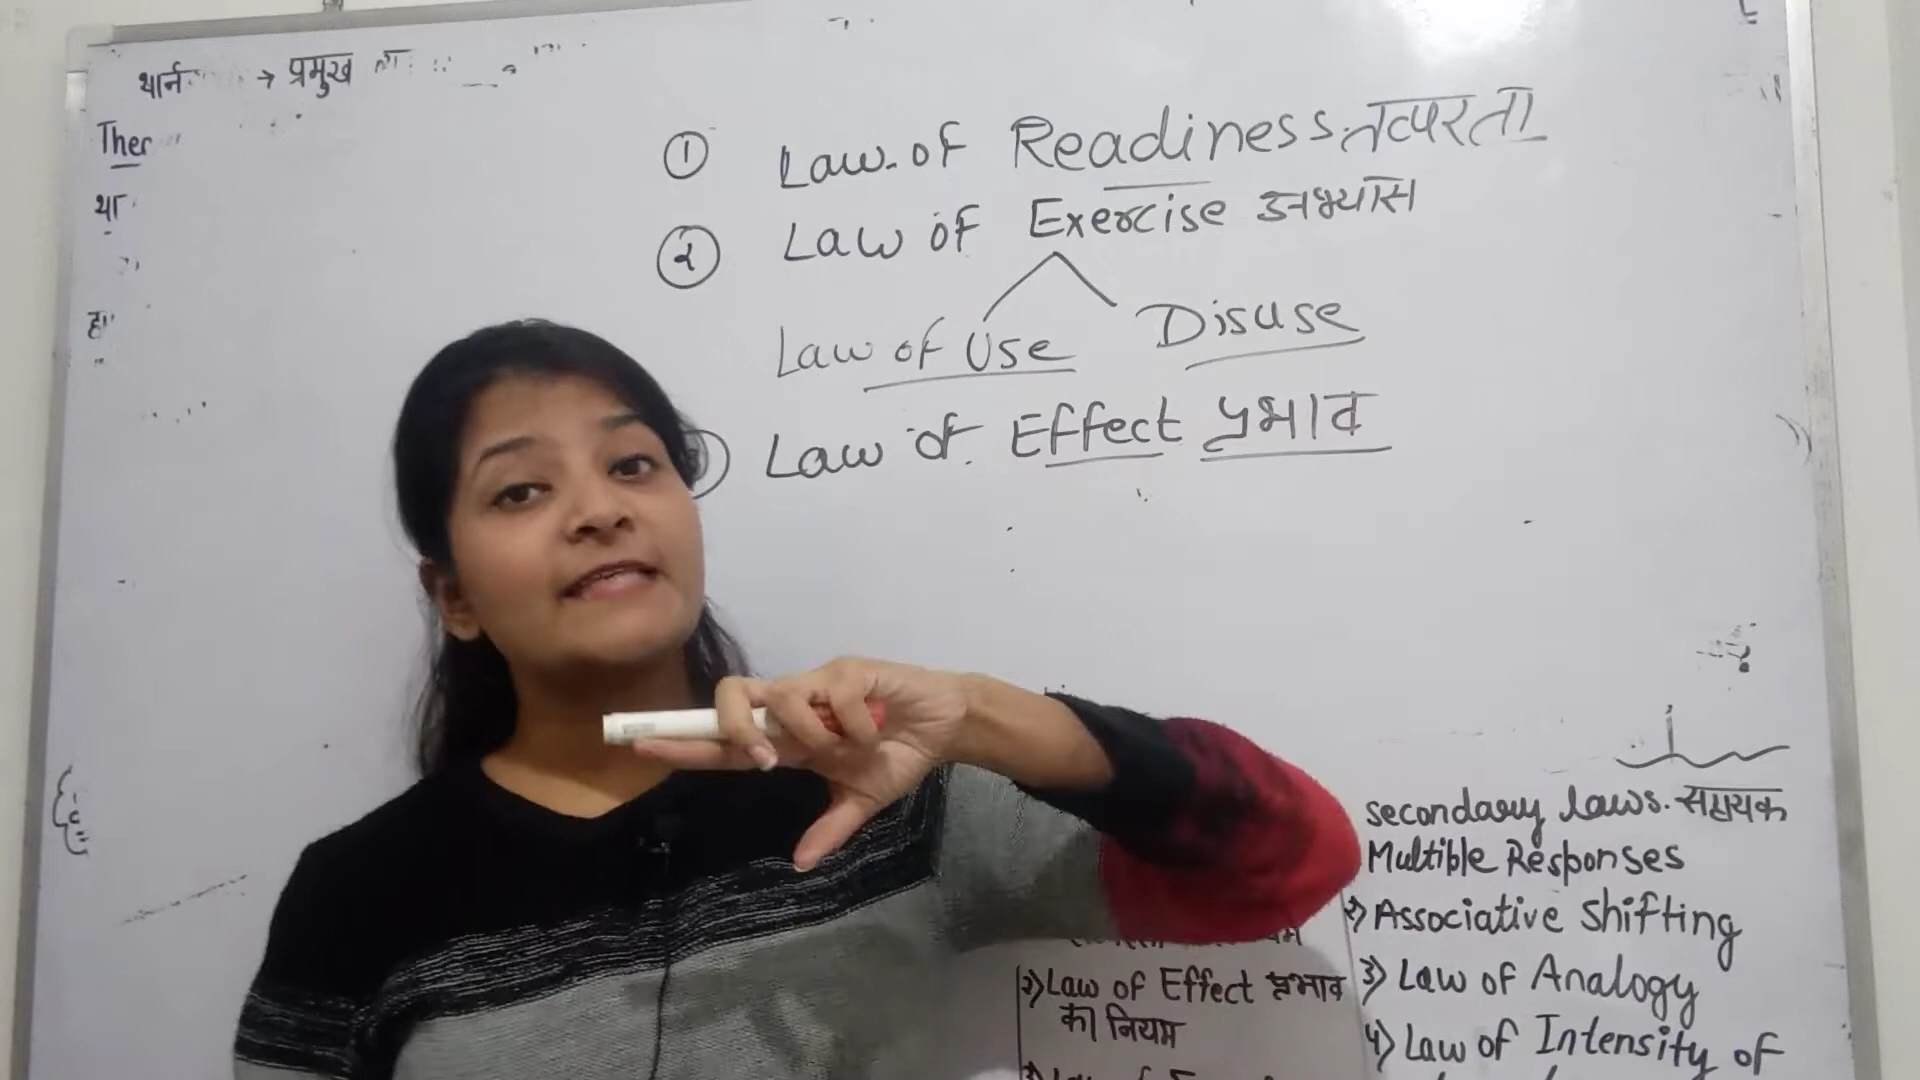 थार्न → प्रमुख
Ther
था
① Law of Readiness तत्परता
② Law of Exercise अभ्यास
Law of Use Disuse
Law of Effect प्रभाव
secondary laws. सहायक
Multible Responses
2) Associative Shifting
3) Law of Analogy
4) Law of Intensity of
2) Law of Effect प्रभाव
का नियम